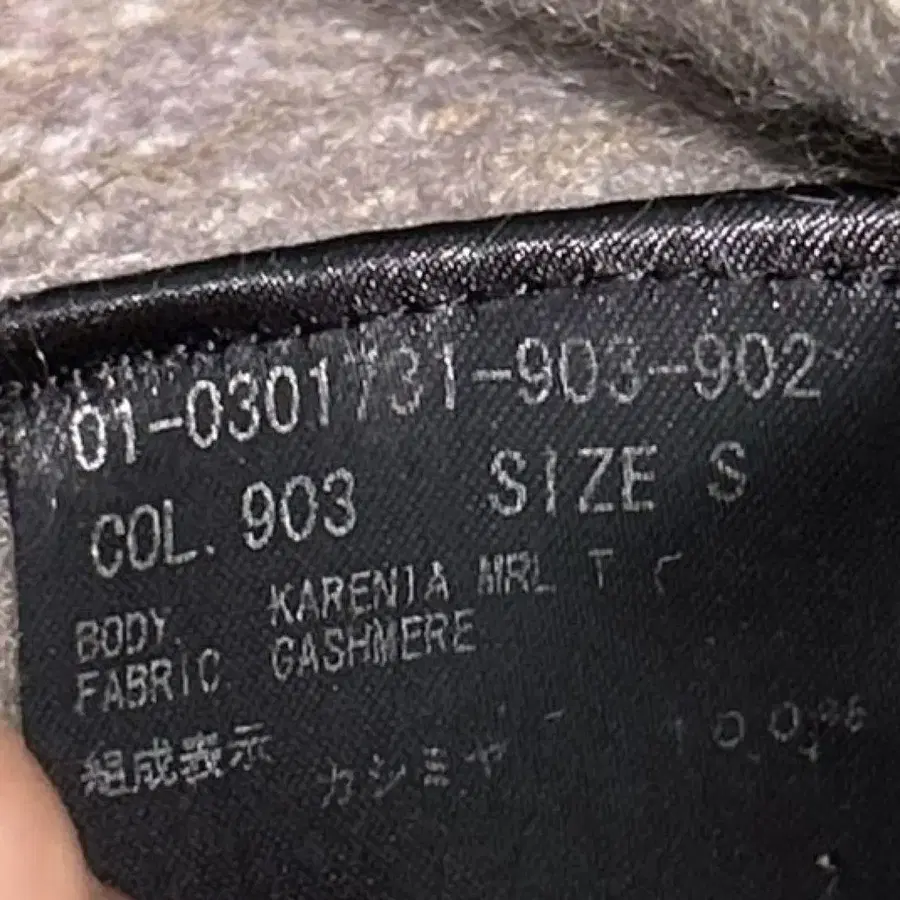 01-0301731-903-902
COL. 903 SIZE S
BODY. KARENIA MRL T
FABRIC CASHMERE
組成表示 カシミヤ 100%